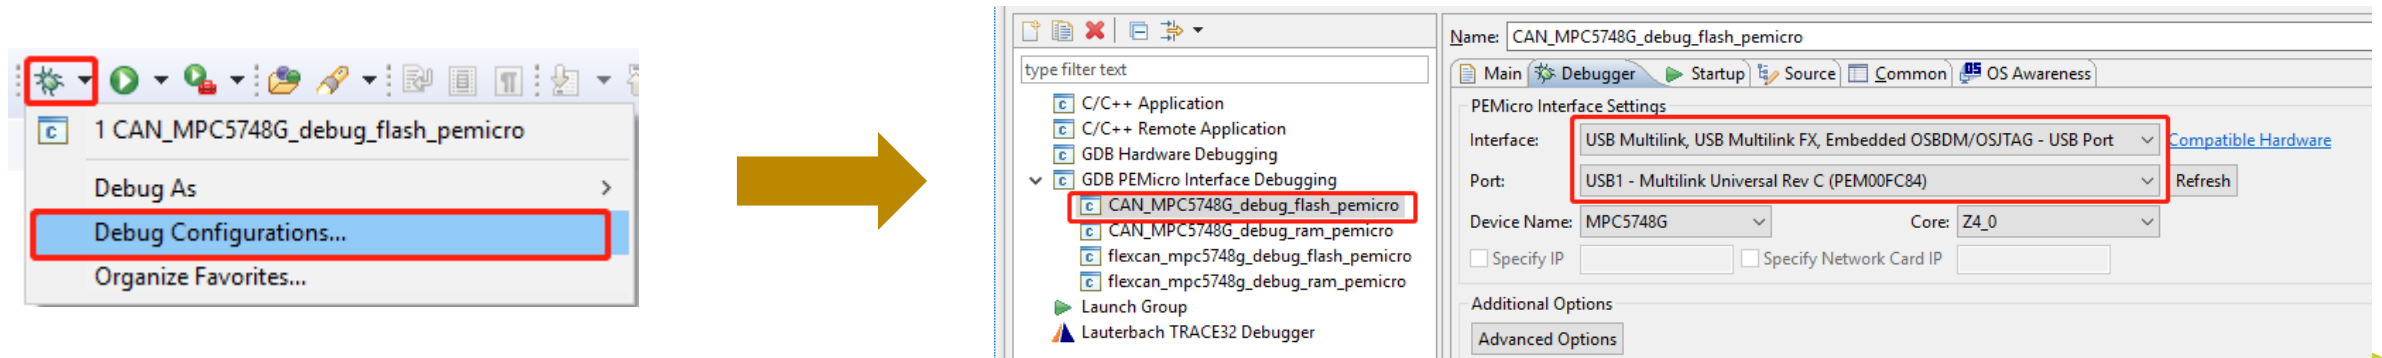 1 CAN_MPC5748G_debug_flash_pemicro
Debug As
Debug Configurations...
Organize Favorites...
type filter text
C/C++ Application
C/C++ Remote Application
GDB Hardware Debugging
GDB PEMicro Interface Debugging
CAN_MPC5748G_debug_flash_pemicro
CAN_MPC5748G_debug_ram_pemicro
flexcan_mpc5748g_debug_flash_pemicro
flexcan_mpc5748g_debug_ram_pemicro
Launch Group
Lauterbach TRACE32 Debugger
Name: CAN_MPC5748G_debug_flash_pemicro
Main Debugger Startup Source Common OS Awareness
PEMicro Interface Settings
Interface: USB Multilink, USB Multilink FX, Embedded OSBDM/OSJTAG - USB Port Compatible Hardware
Port: USB1 - Multilink Universal Rev C (PEM00FC84) Refresh
Device Name: MPC5748G Core: Z4_0
Specify IP Specify Network Card IP
Additional Options
Advanced Options